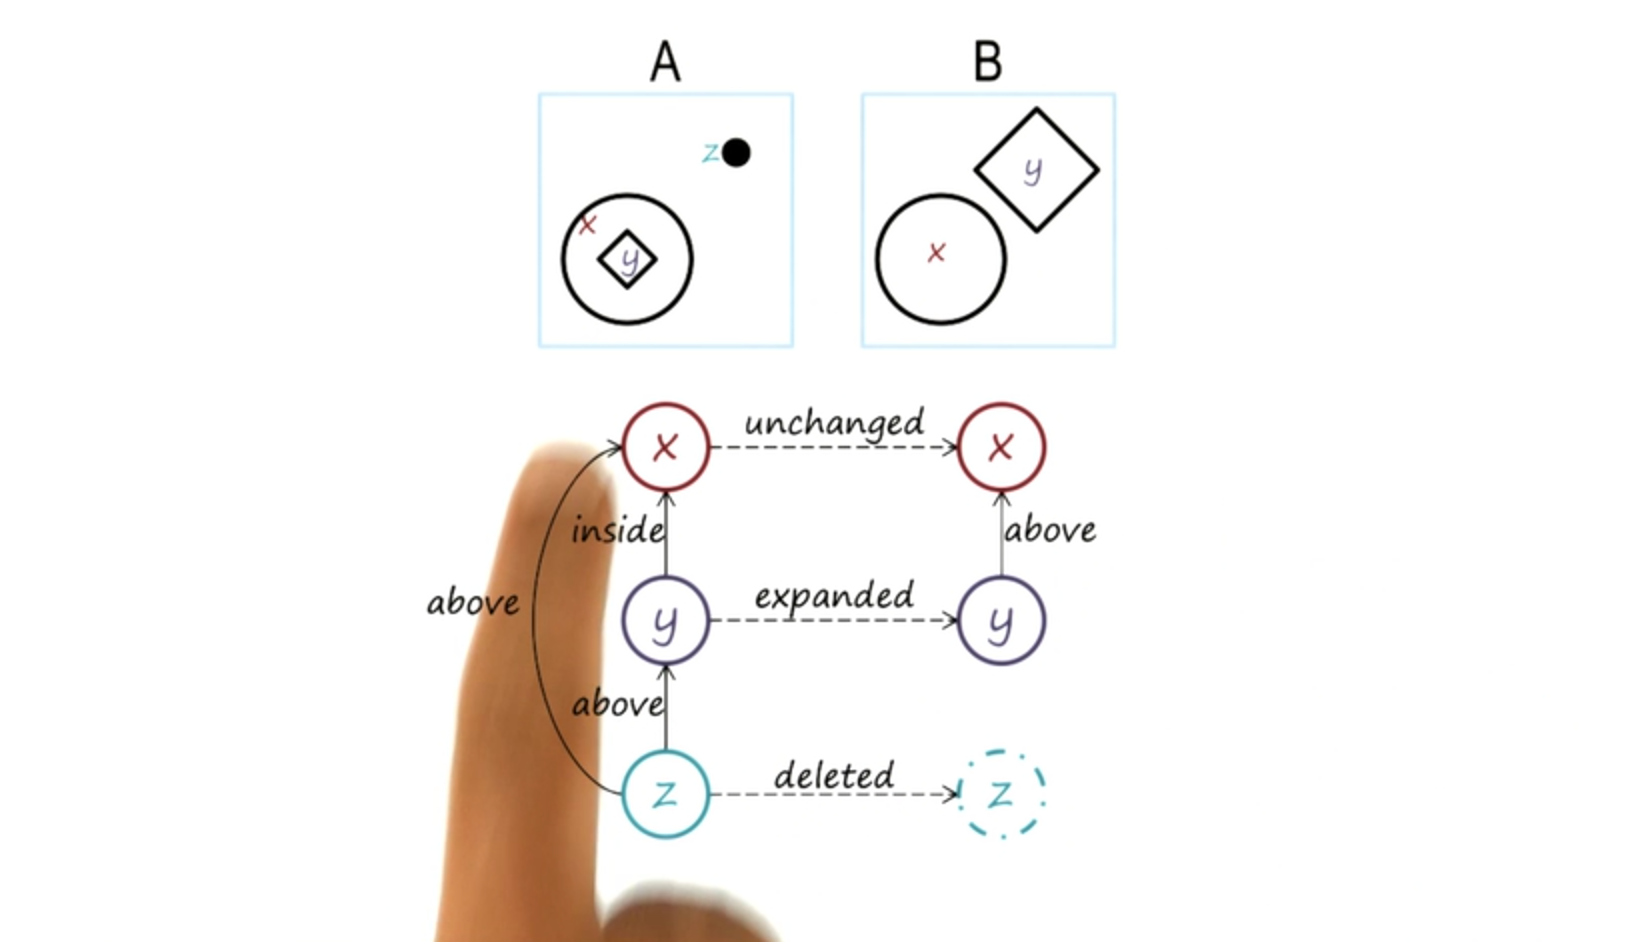 A B
z y
x
y x
unchanged
x x
inside above
above expanded
y y
above
deleted
z z